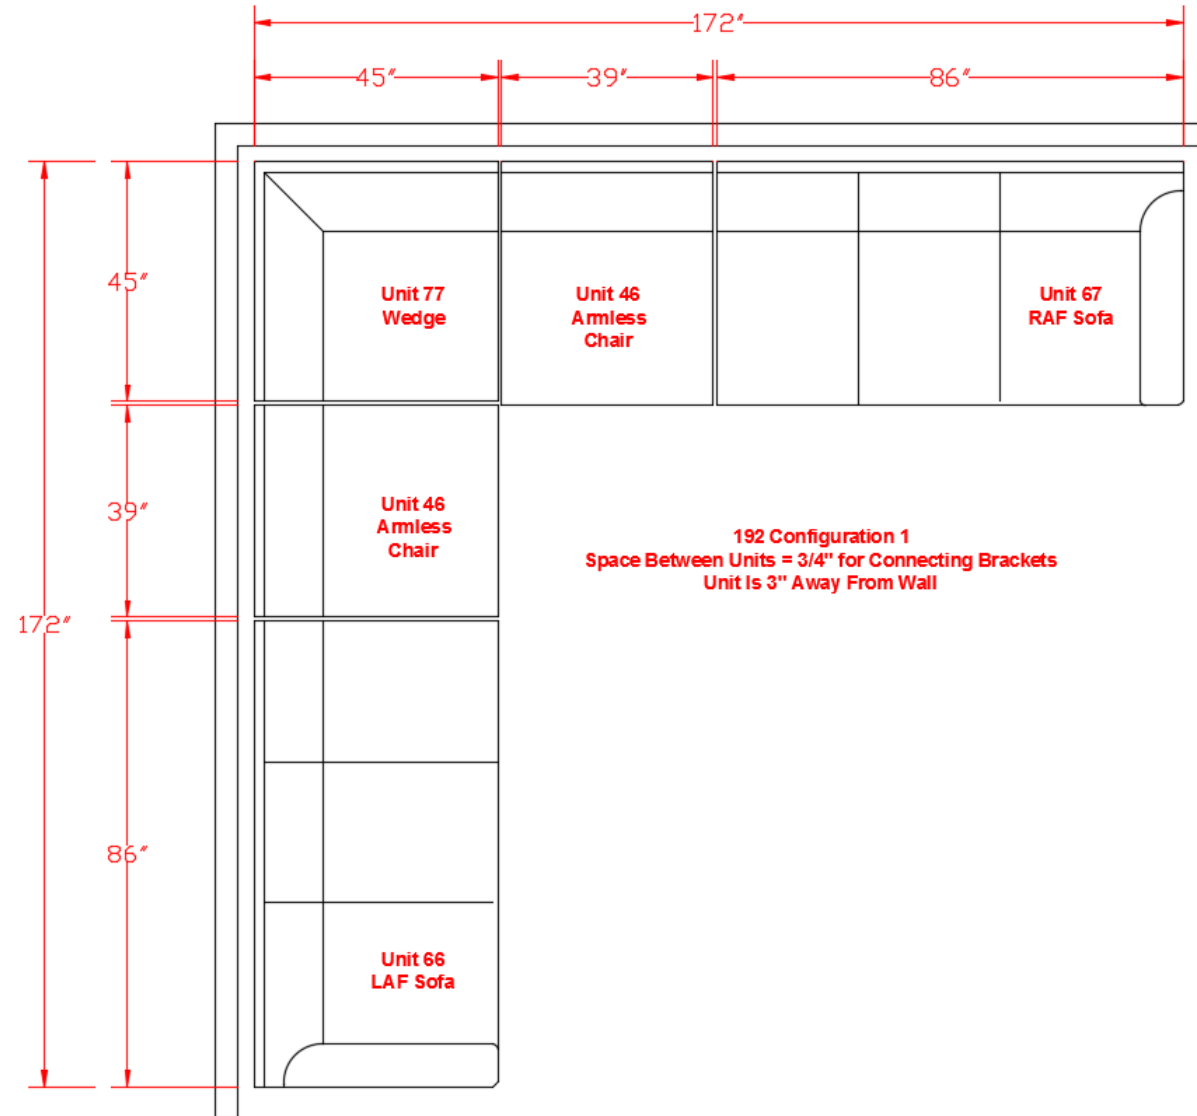 172"
45"
39"
86"
45"
Unit 77
Wedge
Unit 46
Armless
Chair
Unit 67
RAF Sofa
39"
Unit 46
Armless
Chair
192 Configuration 1
Space Between Units = 3/4" for Connecting Brackets
Unit Is 3" Away From Wall
172"
86"
Unit 66
LAF Sofa